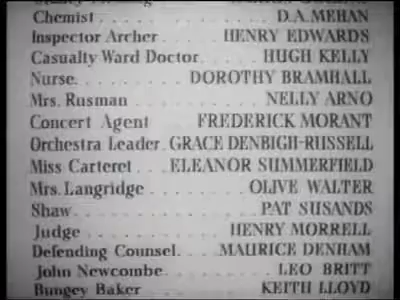 Chemist . . . . . . . . D.A.MEHAN
Inspector Archer . . . . HENRY EDWARDS
Casualty Ward Doctor . . . . HUGH KELLY
Nurse . . . . . . DOROTHY BRAMHALL
Mrs. Rusman . . . . . NELLY ARNO
Concert Agent FREDERICK MORANT
Orchestra Leader . GRACE DENBIGH-RUSSELL
Miss Carteret . . . ELEANOR SUMMERFIELD
Mrs. Langridge . . . . . OLIVE WALTER
Shaw . . . . . . . . . PAT SUSANDS
Judge . . . . . . . HENRY MORRELL
Defending Counsel . . . MAURICE DENHAM
John Newcombe . . . . . . LEO BRITT
Bungey Baker . . . . . KEITH LLOYD